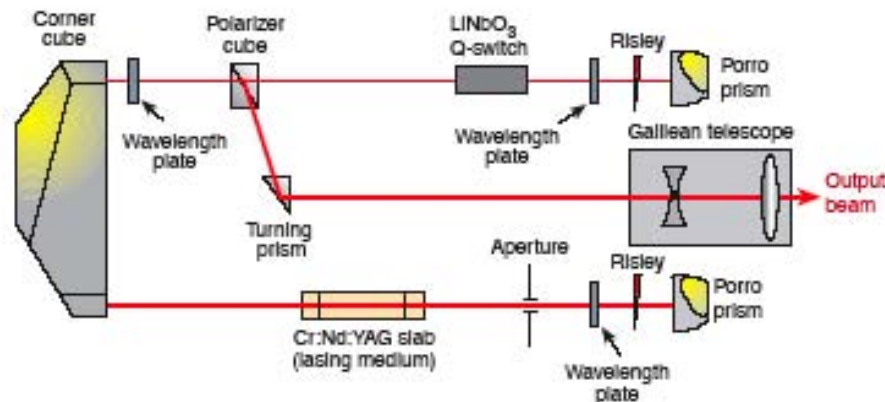 Corner
cube
Polarizer
cube
LiNbO₃
Q-switch
Risley
Porro
prism
Wavelength
plate
Wavelength
plate
Galilean telescope
Output
beam
Turning
prism
Aperture
Risley
Porro
prism
Cr:Nd:YAG slab
(lasing medium)
Wavelength
plate